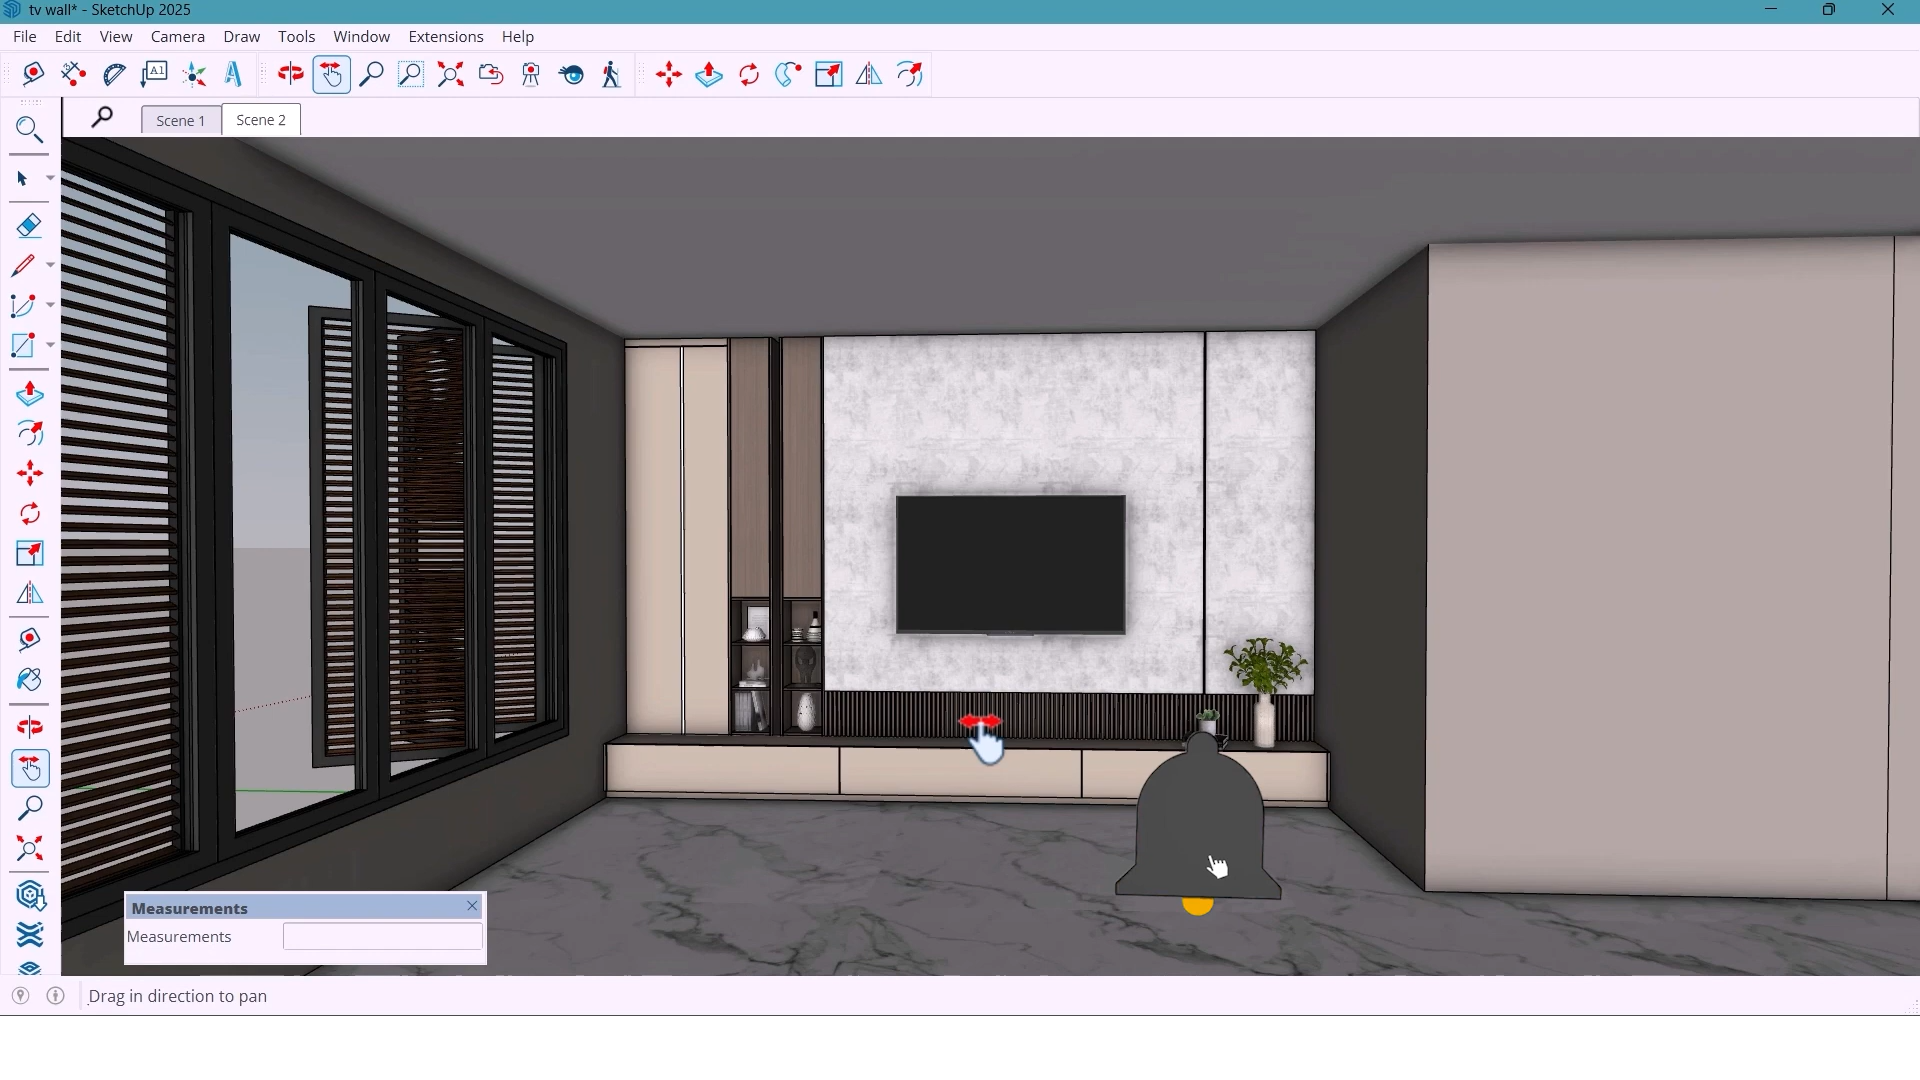 tv wall* - SketchUp 2025
File Edit View Camera Draw Tools Window Extensions Help
A1
Scene 1 Scene 2
Measurements
Measurements
Drag in direction to pan